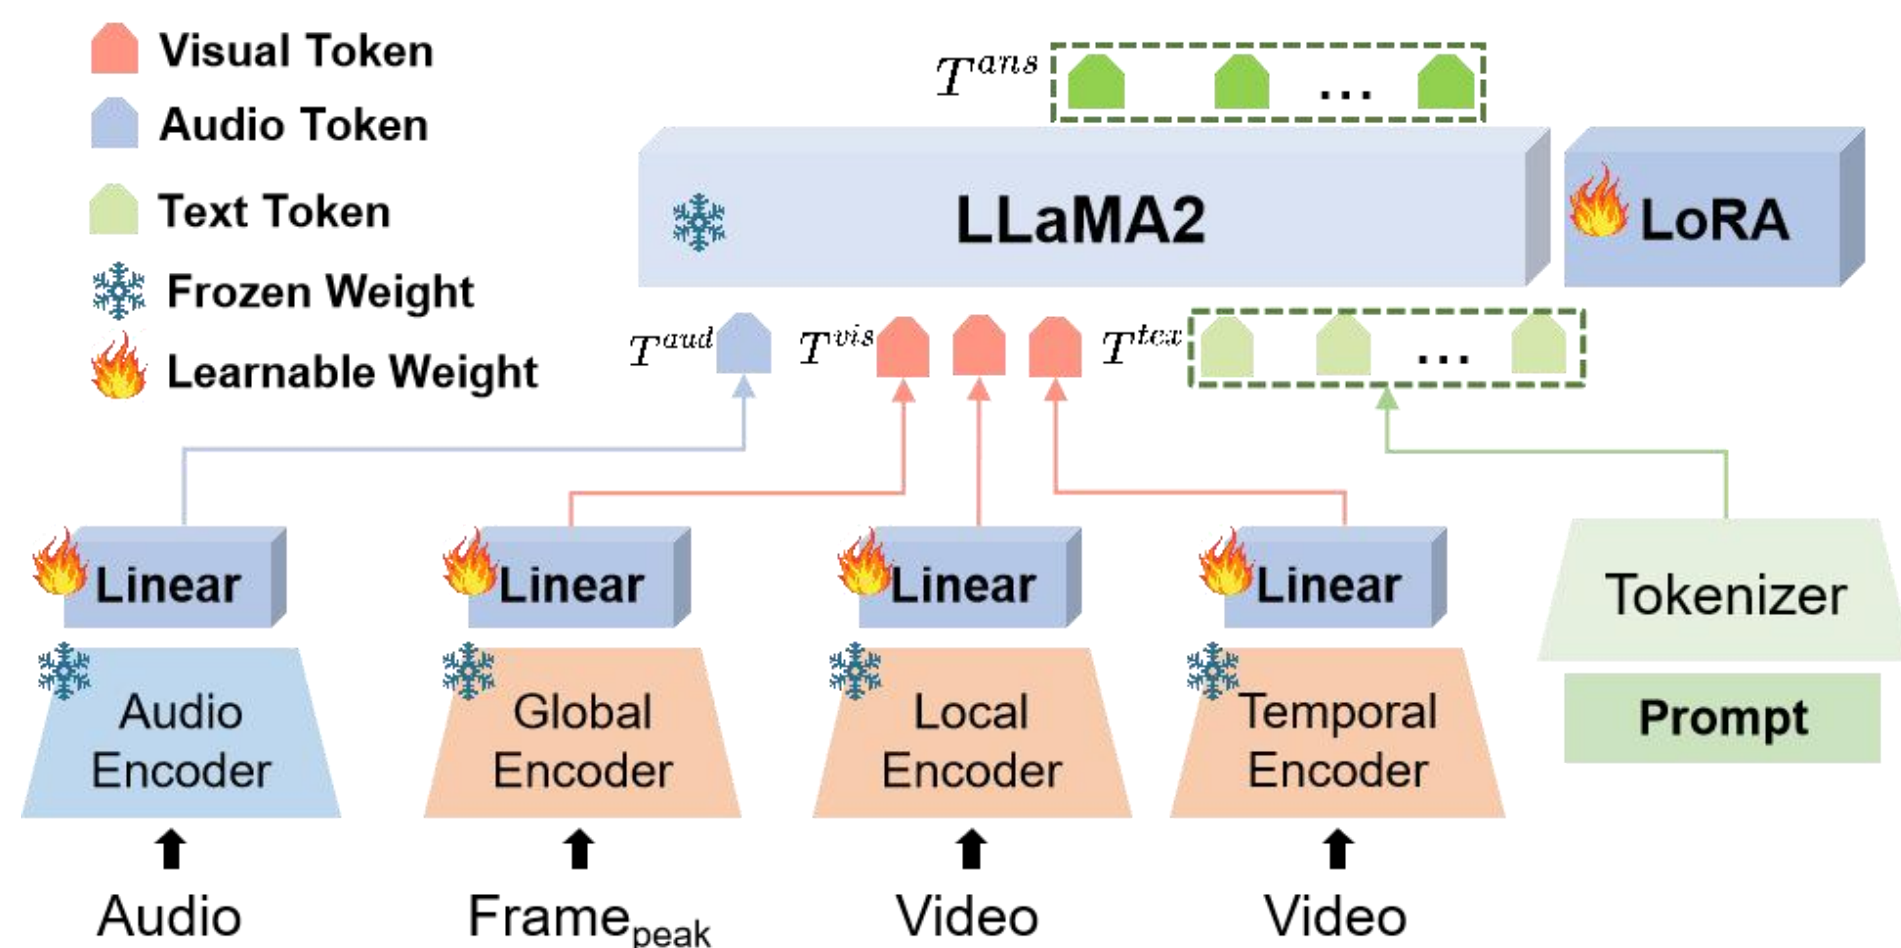 Visual Token
Audio Token
Text Token
Frozen Weight
Learnable Weight
T^ans
...
LLaMA2
LoRA
T^aud
T^vis
T^tex
...
Linear
Linear
Linear
Linear
Tokenizer
Audio
Encoder
Global
Encoder
Local
Encoder
Temporal
Encoder
Prompt
Audio
Frame_peak
Video
Video